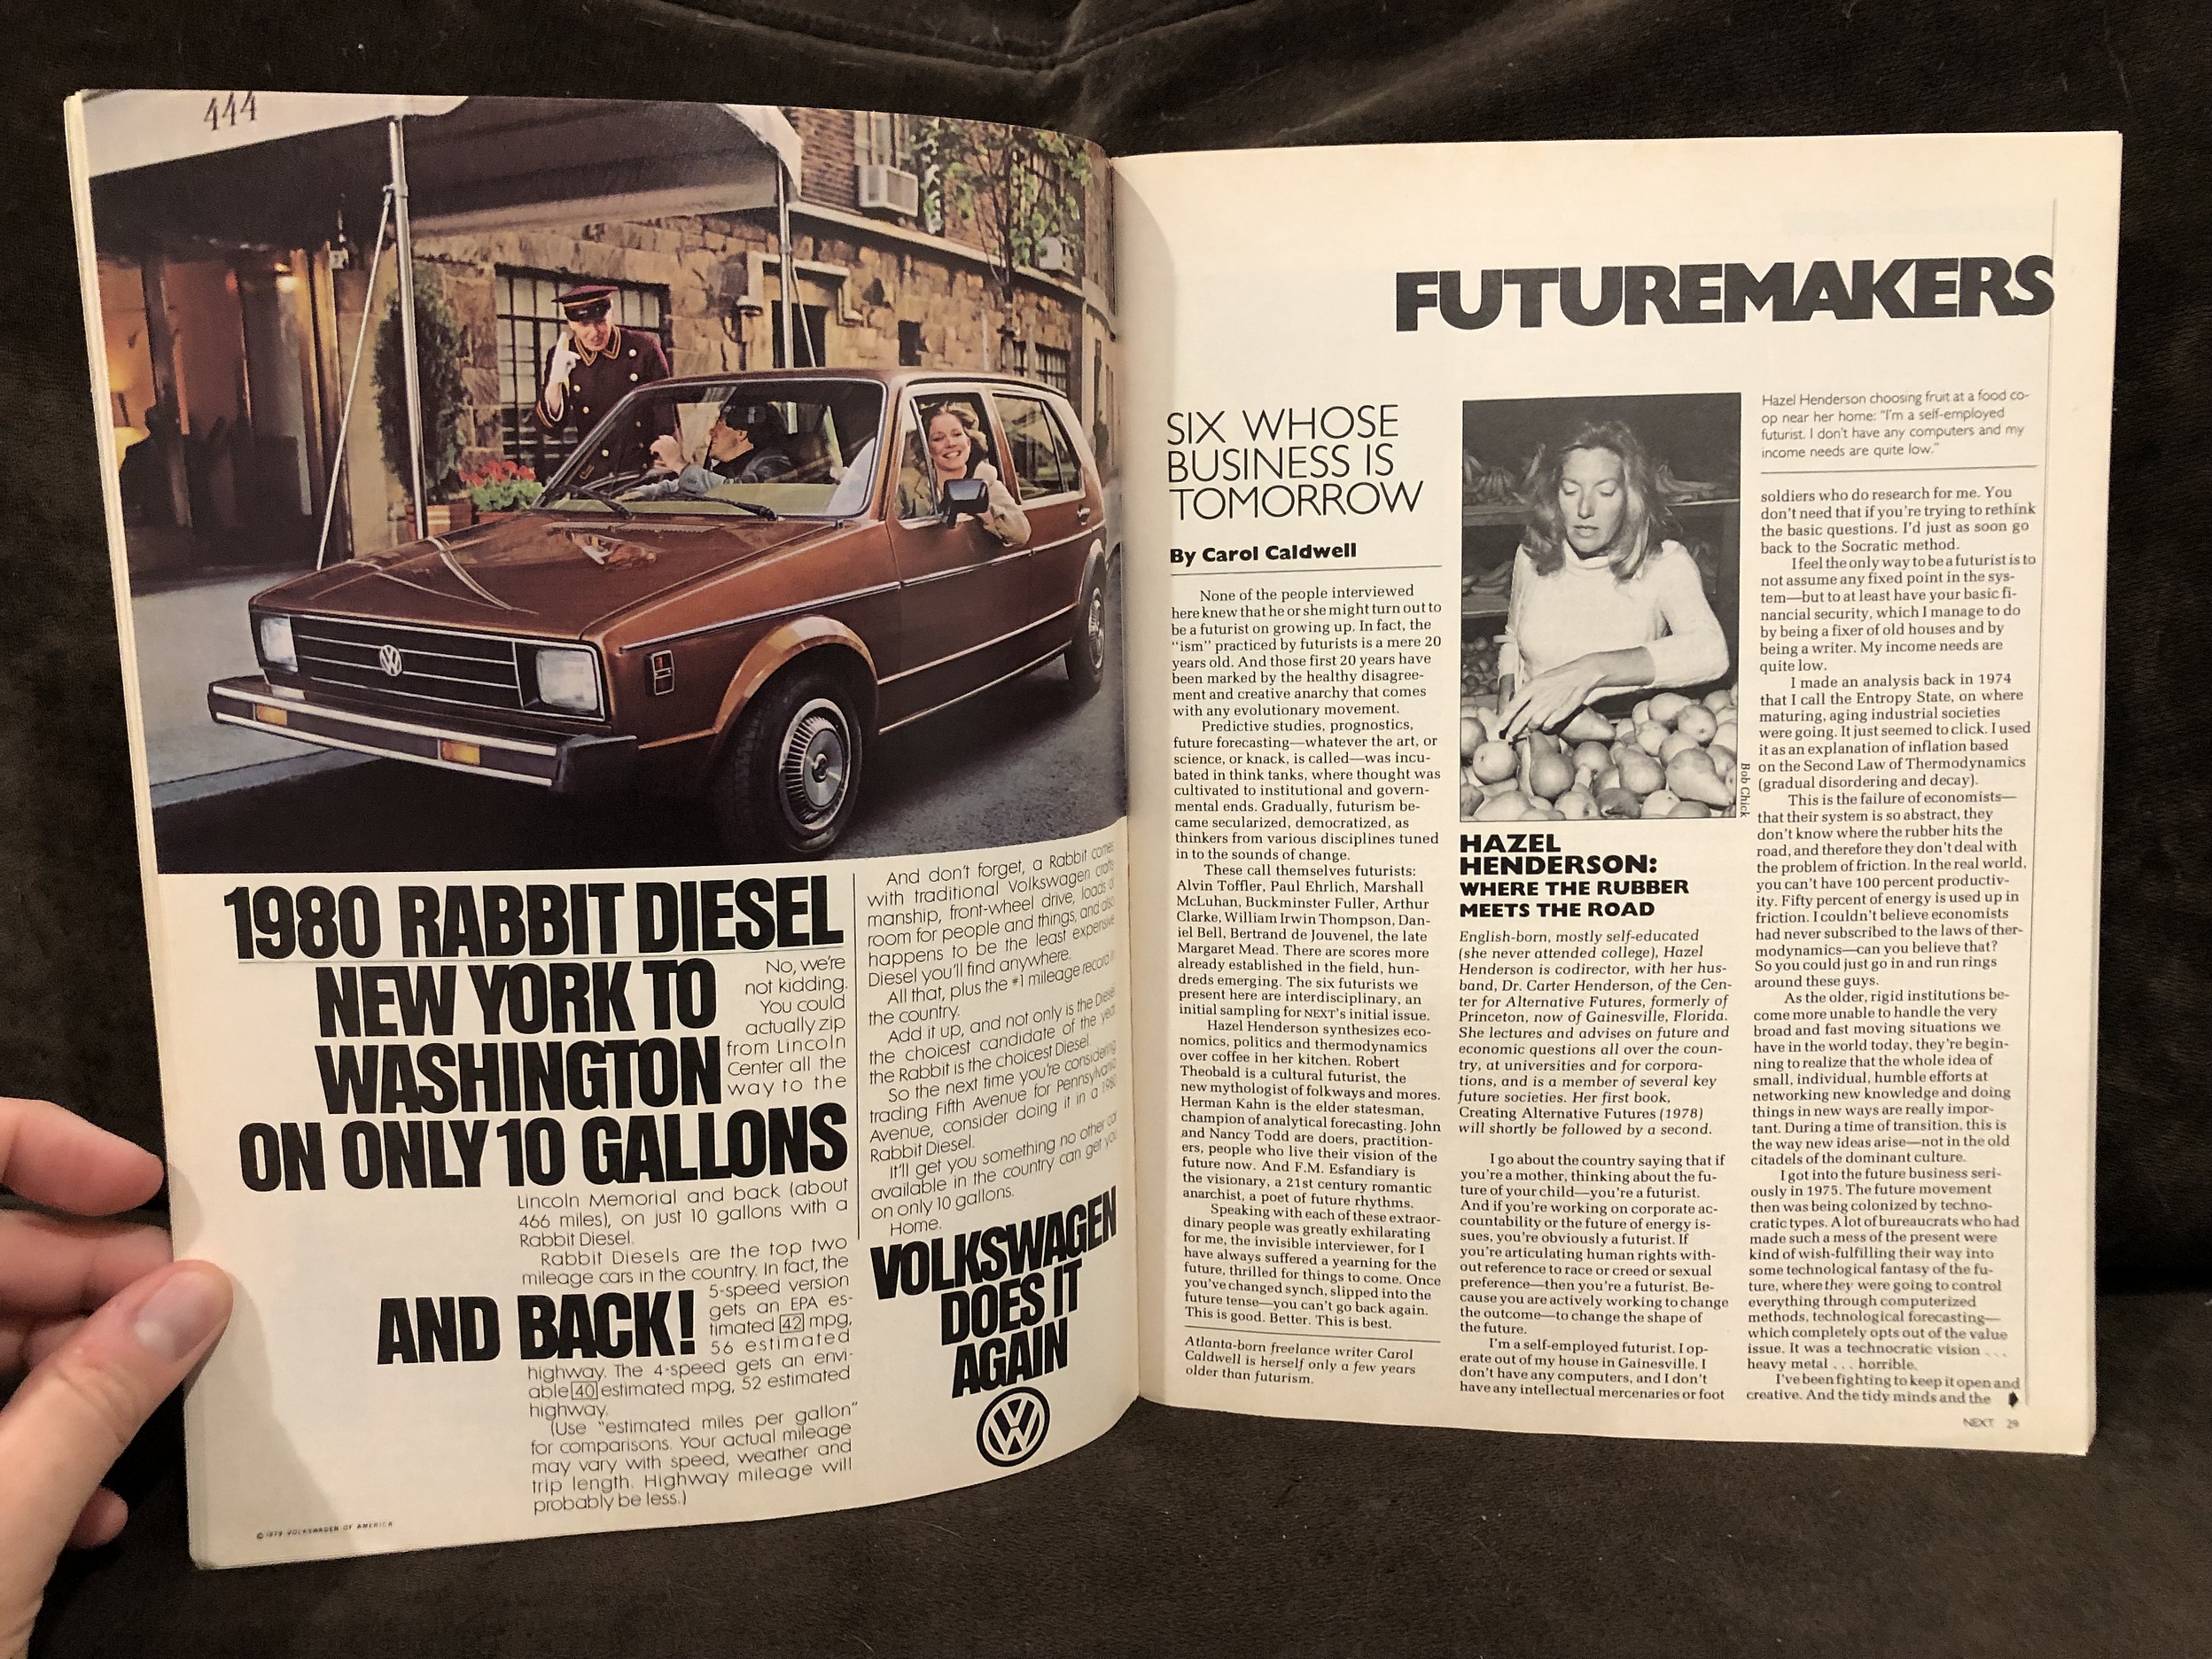 444
1980 RABBIT DIESEL
NEW YORK TO
WASHINGTON
ON ONLY 10 GALLONS
No, we're
not kidding.
You could
actually zip
from Lincoln
Center all the
way to the
Lincoln Memorial and back (about
466 miles), on just 10 gallons with a
Rabbit Diesel.
Rabbit Diesels are the top two
mileage cars in the country. In fact, the
AND BACK!
5-speed version
gets an EPA es-
timated 42 mpg,
56 estimated
highway. The 4-speed gets an envi-
able 40 estimated mpg, 52 estimated
highway.
(Use "estimated miles per gallon"
for comparisons. Your actual mileage
may vary with speed, weather and
trip length. Highway mileage will
probably be less.)
© 1979 VOLKSWAGEN OF AMERICA
And don't forget, a Rabbit comes
with traditional Volkswagen crafts
manship, front-wheel drive, loads of
room for people and things, and also
happens to be the least expensive
Diesel you'll find anywhere.
All that, plus the #1 mileage record in
the country.
Add it up, and not only is the Diesel
the choicest candidate of the year,
the Rabbit is the choicest Diesel.
So the next time you're considering
trading Fifth Avenue for Pennsylvania
Avenue, consider doing it in a 1980
Rabbit Diesel.
It'll get you something no other car
available in the country can get you
on only 10 gallons.
Home.
VOLKSWAGEN
DOES IT
AGAIN
FUTUREMAKERS
SIX WHOSE
BUSINESS IS
TOMORROW
By Carol Caldwell
None of the people interviewed
here knew that he or she might turn out to
be a futurist on growing up. In fact, the
"ism" practiced by futurists is a mere 20
years old. And those first 20 years have
been marked by the healthy disagree-
ment and creative anarchy that comes
with any evolutionary movement.
Predictive studies, prognostics,
future forecasting—whatever the art, or
science, or knack, is called—was incu-
bated in think tanks, where thought was
cultivated to institutional and govern-
mental ends. Gradually, futurism be-
came secularized, democratized, as
thinkers from various disciplines tuned
in to the sounds of change.
These call themselves futurists:
Alvin Toffler, Paul Ehrlich, Marshall
McLuhan, Buckminster Fuller, Arthur
Clarke, William Irwin Thompson, Dan-
iel Bell, Bertrand de Jouvenel, the late
Margaret Mead. There are scores more
already established in the field, hun-
dreds emerging. The six futurists we
present here are interdisciplinary, an
initial sampling for NEXT's initial issue.
Hazel Henderson synthesizes eco-
nomics, politics and thermodynamics
over coffee in her kitchen. Robert
Theobald is a cultural futurist, the
new mythologist of folkways and mores.
Herman Kahn is the elder statesman,
champion of analytical forecasting. John
and Nancy Todd are doers, practition-
ers, people who live their vision of the
future now. And F.M. Esfandiary is
the visionary, a 21st century romantic
anarchist, a poet of future rhythms.
Speaking with each of these extraor-
dinary people was greatly exhilarating
for me, the invisible interviewer, for I
have always suffered a yearning for the
future, thrilled for things to come. Once
you've changed synch, slipped into the
future tense—you can't go back again.
This is good. Better. This is best.
Atlanta-born freelance writer Carol
Caldwell is herself only a few years
older than futurism.
Bob Chick
HAZEL
HENDERSON:
WHERE THE RUBBER
MEETS THE ROAD
English-born, mostly self-educated
(she never attended college), Hazel
Henderson is codirector, with her hus-
band, Dr. Carter Henderson, of the Cen-
ter for Alternative Futures, formerly of
Princeton, now of Gainesville, Florida.
She lectures and advises on future and
economic questions all over the coun-
try, at universities and for corpora-
tions, and is a member of several key
future societies. Her first book,
Creating Alternative Futures (1978)
will shortly be followed by a second.
I go about the country saying that if
you're a mother, thinking about the fu-
ture of your child—you're a futurist.
And if you're working on corporate ac-
countability or the future of energy is-
sues, you're obviously a futurist. If
you're articulating human rights with-
out reference to race or creed or sexual
preference—then you're a futurist. Be-
cause you are actively working to change
the outcome—to change the shape of
the future.
I'm a self-employed futurist. I op-
erate out of my house in Gainesville. I
don't have any computers, and I don't
have any intellectual mercenaries or foot
Hazel Henderson choosing fruit at a food co-
op near her home: "I'm a self-employed
futurist. I don't have any computers and my
income needs are quite low."
soldiers who do research for me. You
don't need that if you're trying to rethink
the basic questions. I'd just as soon go
back to the Socratic method.
I feel the only way to be a futurist is to
not assume any fixed point in the sys-
tem—but to at least have your basic fi-
nancial security, which I manage to do
by being a fixer of old houses and by
being a writer. My income needs are
quite low.
I made an analysis back in 1974
that I call the Entropy State, on where
maturing, aging industrial societies
were going. It just seemed to click. I used
it as an explanation of inflation based
on the Second Law of Thermodynamics
(gradual disordering and decay).
This is the failure of economists—
that their system is so abstract, they
don't know where the rubber hits the
road, and therefore they don't deal with
the problem of friction. In the real world,
you can't have 100 percent productiv-
ity. Fifty percent of energy is used up in
friction. I couldn't believe economists
had never subscribed to the laws of ther-
modynamics—can you believe that?
So you could just go in and run rings
around these guys.
As the older, rigid institutions be-
come more unable to handle the very
broad and fast moving situations we
have in the world today, they're begin-
ning to realize that the whole idea of
small, individual, humble efforts at
networking new knowledge and doing
things in new ways are really impor-
tant. During a time of transition, this is
the way new ideas arise—not in the old
citadels of the dominant culture.
I got into the future business seri-
ously in 1975. The future movement
then was being colonized by techno-
cratic types. A lot of bureaucrats who had
made such a mess of the present were
kind of wish-fulfilling their way into
some technological fantasy of the fu-
ture, where they were going to control
everything through computerized
methods, technological forecasting—
which completely opts out of the value
issue. It was a technocratic vision . . .
heavy metal . . . horrible.
I've been fighting to keep it open and
creative. And the tidy minds and the
NEXT 29